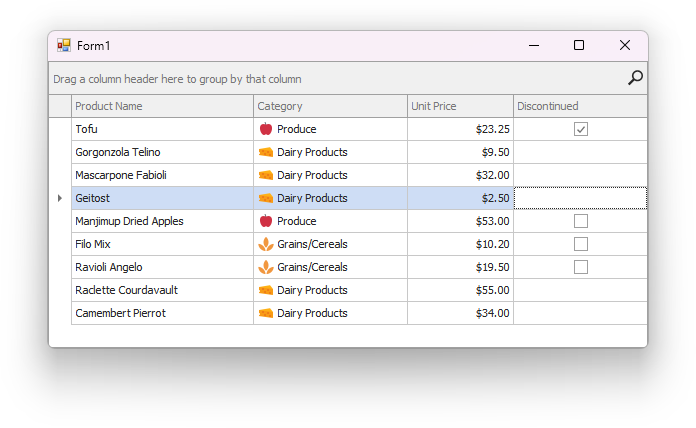 Form1
Drag a column header here to group by that column
Product Name Category Unit Price Discontinued
Tofu Produce $23.25
Gorgonzola Telino Dairy Products $9.50
Mascarpone Fabioli Dairy Products $32.00
Geitost Dairy Products $2.50
Manjimup Dried Apples Produce $53.00
Filo Mix Grains/Cereals $10.20
Ravioli Angelo Grains/Cereals $19.50
Raclette Courdavault Dairy Products $55.00
Camembert Pierrot Dairy Products $34.00